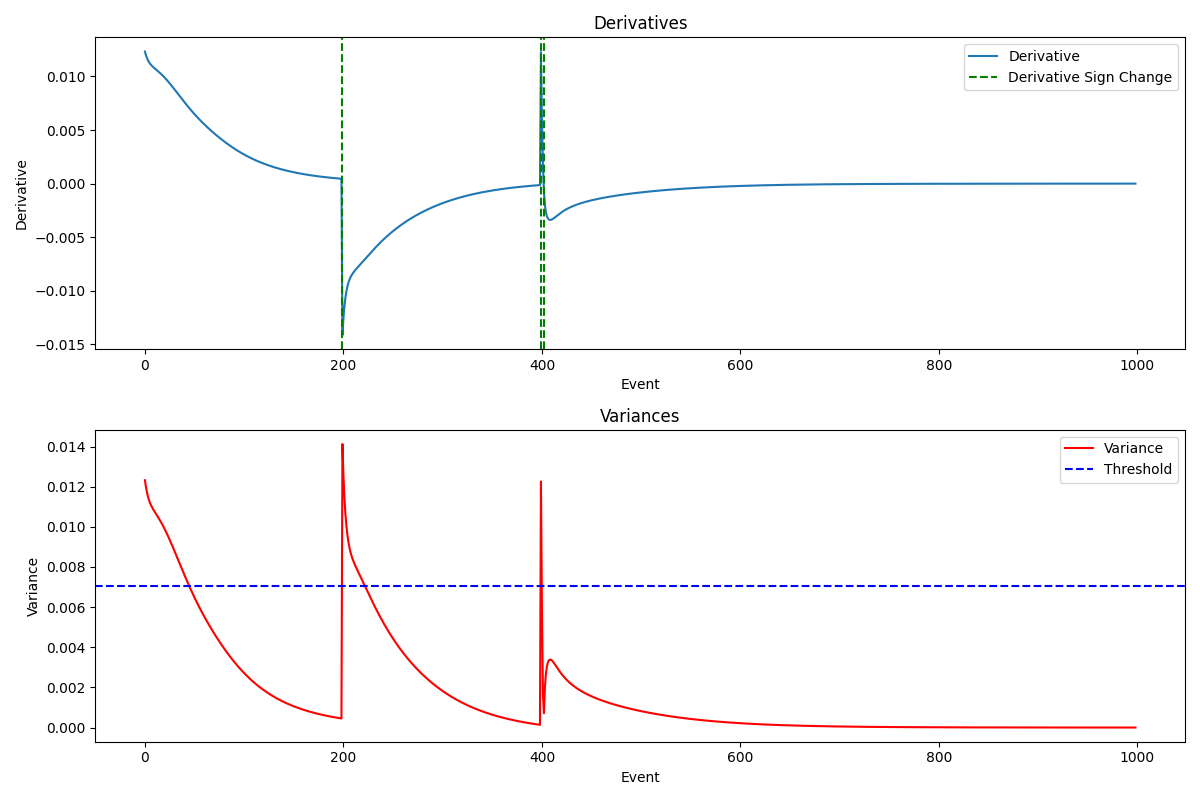 Derivatives
Derivative
Derivative Sign Change
0.010
0.005
0.000
−0.005
−0.010
−0.015
Derivative
0 200 400 600 800 1000
Event
Variances
Variance
Threshold
0.014
0.012
0.010
0.008
0.006
0.004
0.002
0.000
Variance
0 200 400 600 800 1000
Event